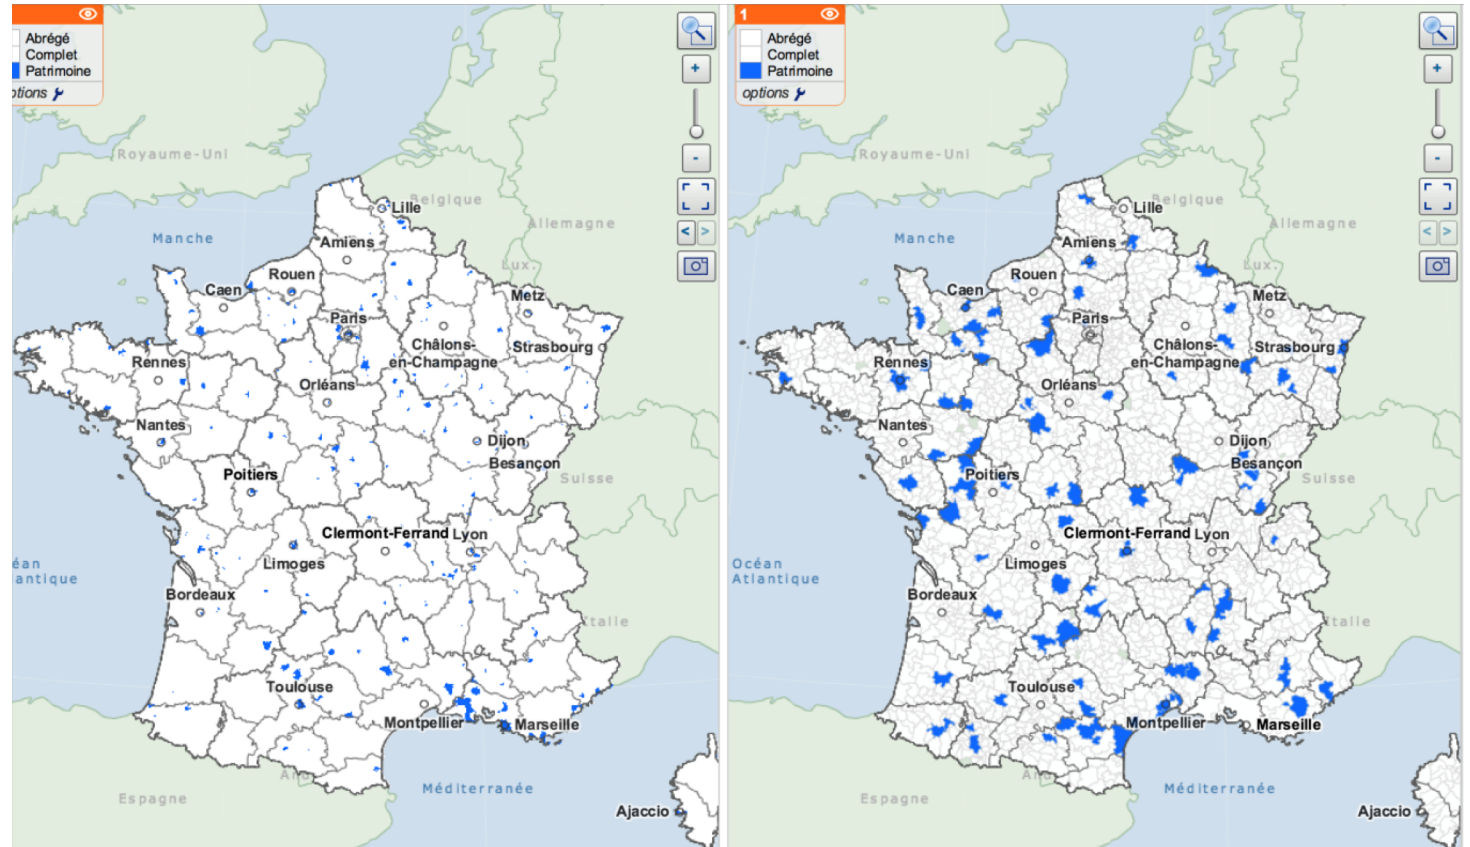 Abrégé
Complet
Patrimoine
options
Royaume-Uni
Belgique
Lille
Allemagne
Manche
Amiens
Lux.
Rouen
Caen
Metz
Paris
Châlons-
en-Champagne
Strasbourg
Rennes
Orléans
Nantes
Dijon
Besançon
Poitiers
Suisse
Clermont-Ferrand
Lyon
Limoges
Océan
Atlantique
Bordeaux
Italie
Toulouse
Montpellier
Marseille
And
Méditerranée
Espagne
Ajaccio
1
Abrégé
Complet
Patrimoine
options
Royaume-Uni
Belgique
Lille
Allemagne
Manche
Amiens
Lux.
Rouen
Caen
Metz
Paris
Châlons-
en-Champagne
Strasbourg
Rennes
Orléans
Nantes
Dijon
Besançon
Poitiers
Suisse
Clermont-Ferrand
Lyon
Limoges
Océan
Atlantique
Bordeaux
Italie
Toulouse
Montpellier
Marseille
An
Méditerranée
Espagne
Ajaccio